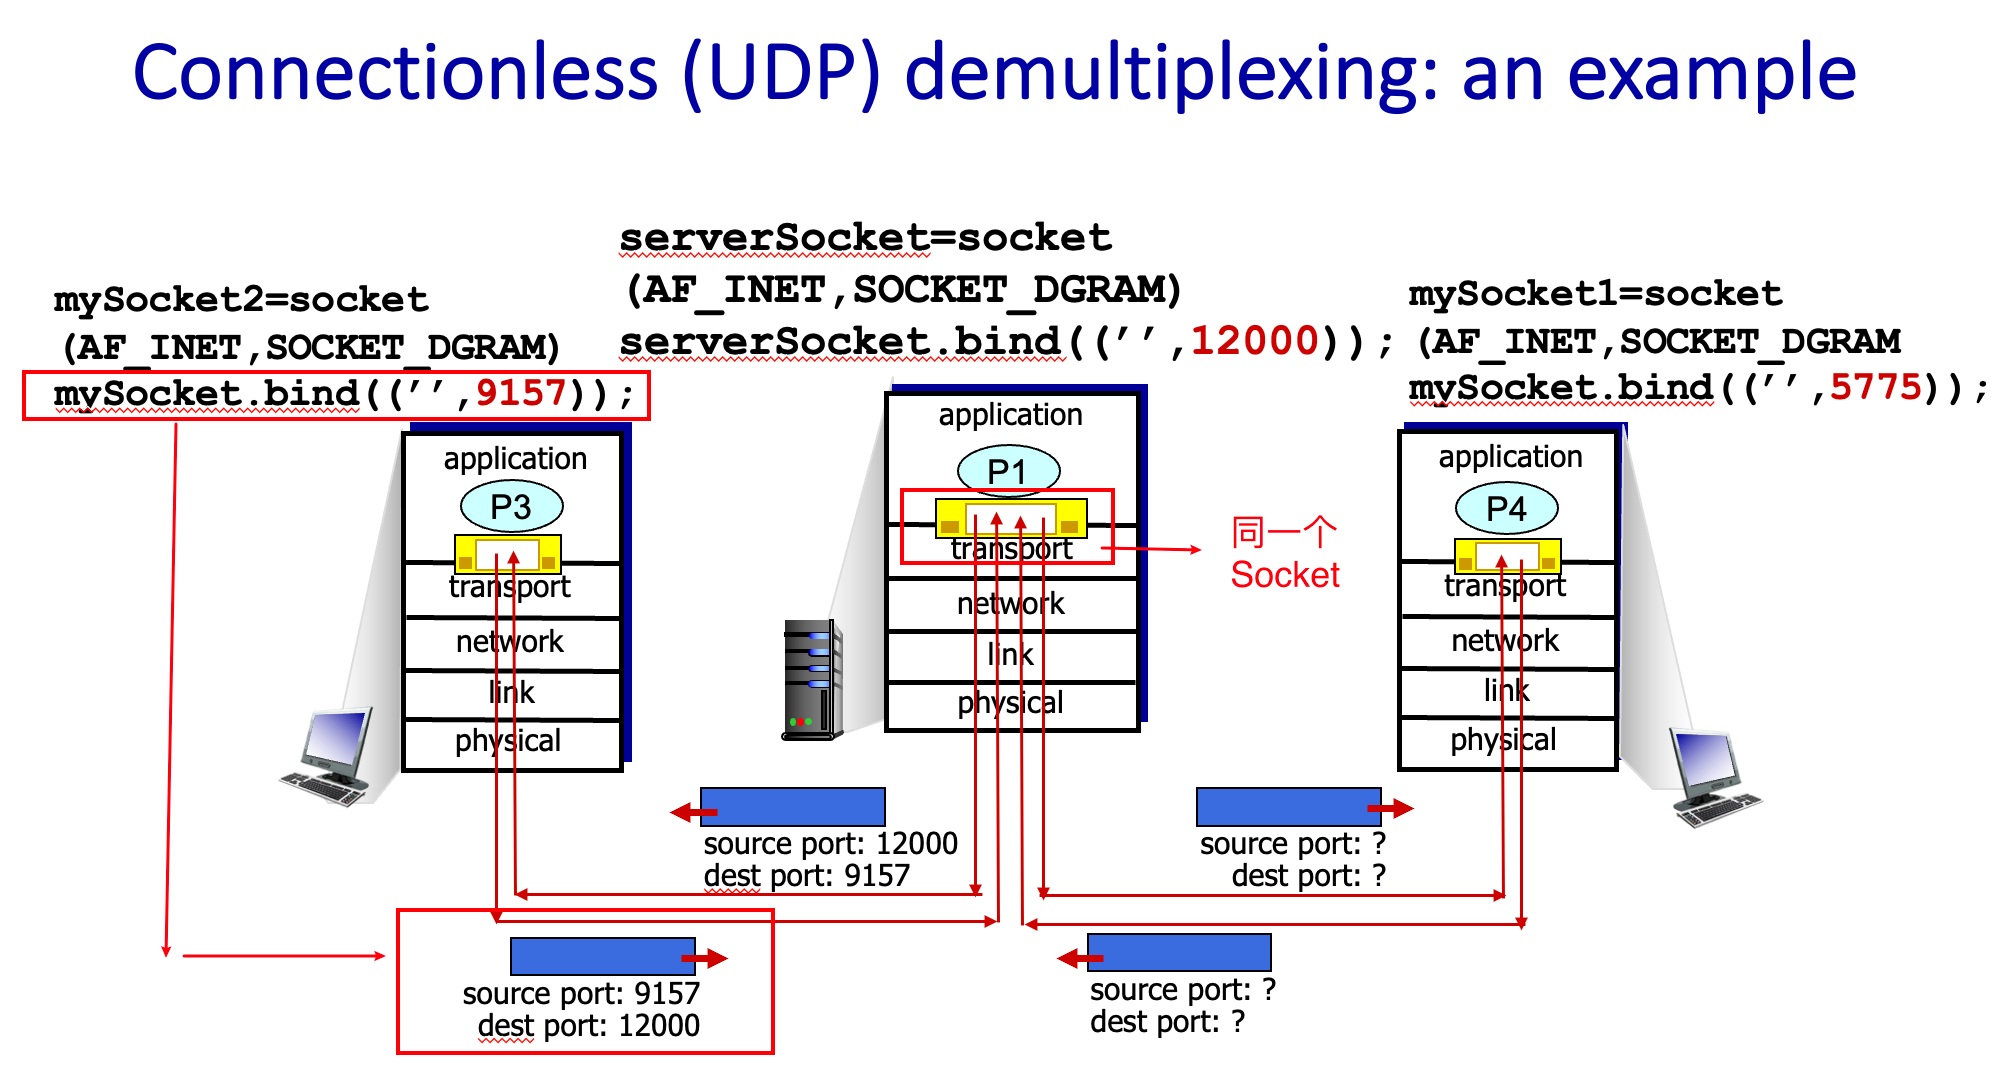 Connectionless (UDP) demultiplexing: an example
mySocket2=socket
(AF_INET,SOCKET_DGRAM)
mySocket.bind((’’,9157));
serverSocket=socket
(AF_INET,SOCKET_DGRAM)
serverSocket.bind((’’,12000));
mySocket1=socket
(AF_INET,SOCKET_DGRAM
mySocket.bind((’’,5775));
application
P3
transport
network
link
physical
application
P1
transport
network
link
physical
同一个
Socket
application
P4
transport
network
link
physical
source port: 12000
dest port: 9157
source port: ?
dest port: ?
source port: 9157
dest port: 12000
source port: ?
dest port: ?